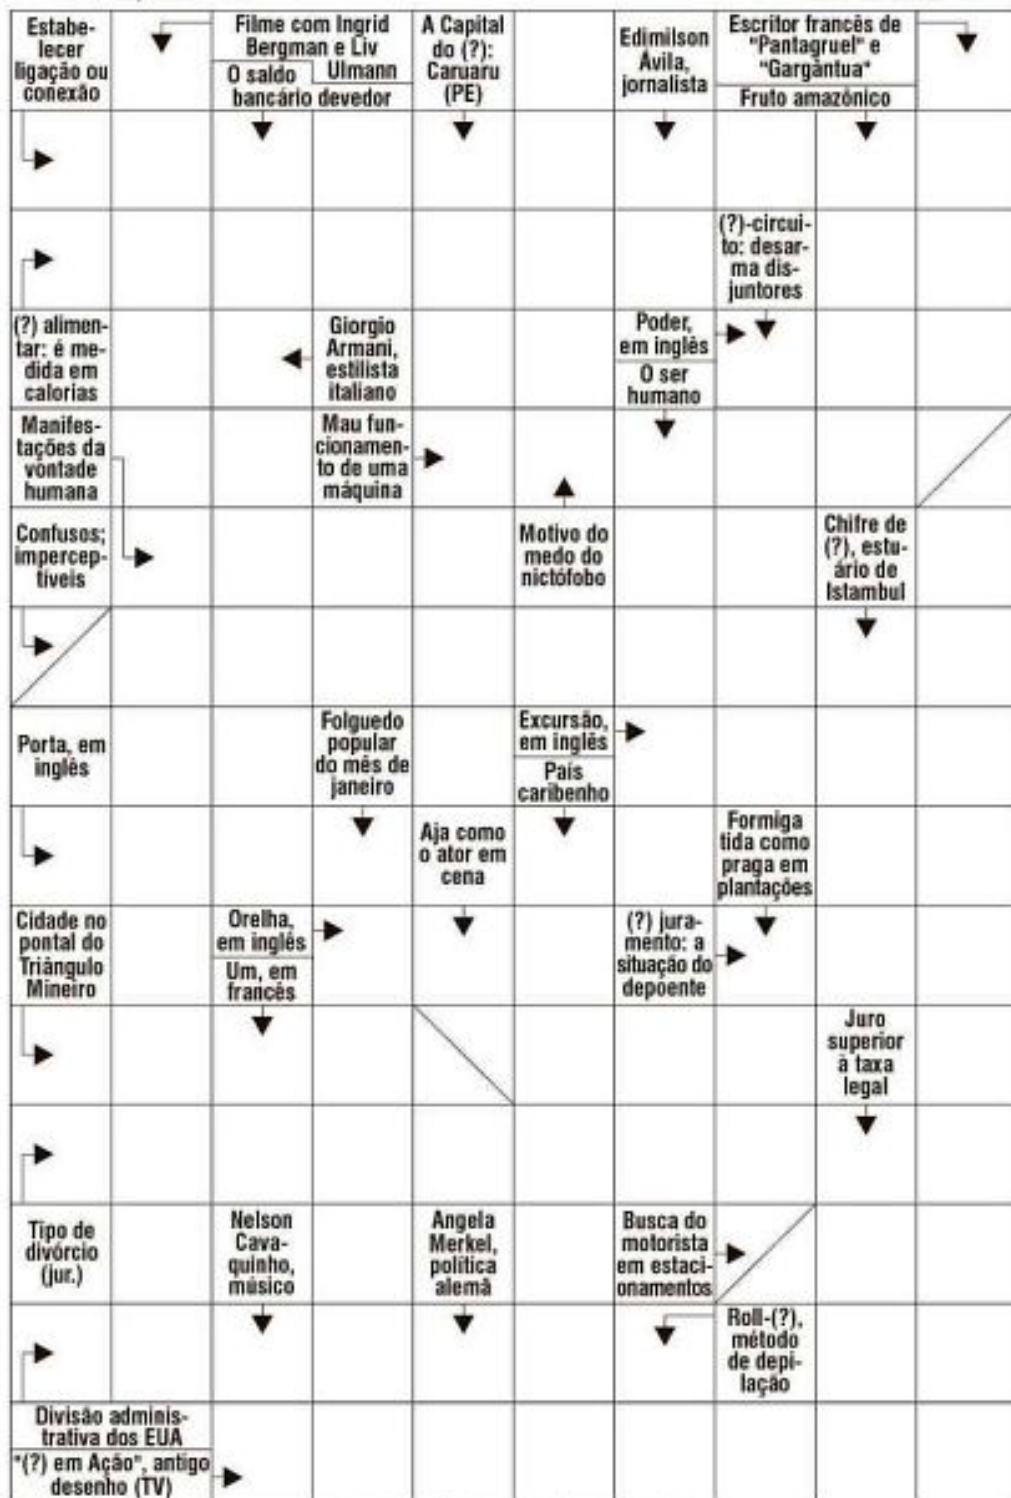 Estabe-
lecer
ligação ou
conexão
Filme com Ingrid
Bergman e Liv
Ulmann
O saldo
bancário devedor
A Capital
do (?):
Caruaru
(PE)
Edimilson
Ávila,
jornalista
Escritor francês de
"Pantagruel" e
"Gargântua"
Fruto amazônico
(?)-circui-
to: desar-
ma dis-
juntores
(?) alimen-
tar: é me-
dida em
calorias
Giorgio
Armani,
estilista
italiano
Poder,
em inglês
O ser
humano
Manifes-
tações da
vontade
humana
Mau fun-
cionamen-
to de uma
máquina
Confusos;
impercep-
tíveis
Motivo do
medo do
nictófobo
Chifre de
(?), estu-
ário de
Istambul
Porta, em
inglês
Folguedo
popular
do mês de
janeiro
Excursão,
em inglês
País
caribenho
Aja como
o ator em
cena
Formiga
tida como
praga em
plantações
Cidade no
pontal do
Triângulo
Mineiro
Orelha,
em inglês
Um, em
francês
(?) jura-
mento: a
situação do
depoente
Juro
superior
à taxa
legal
Tipo de
divórcio
(jur.)
Nelson
Cava-
quinho,
músico
Angela
Merkel,
política
alemã
Busca do
motorista
em estaci-
onamentos
Roll-(?),
método
de depi-
lação
Divisão adminis-
trativa dos EUA
"(?) em Ação", antigo
desenho (TV)